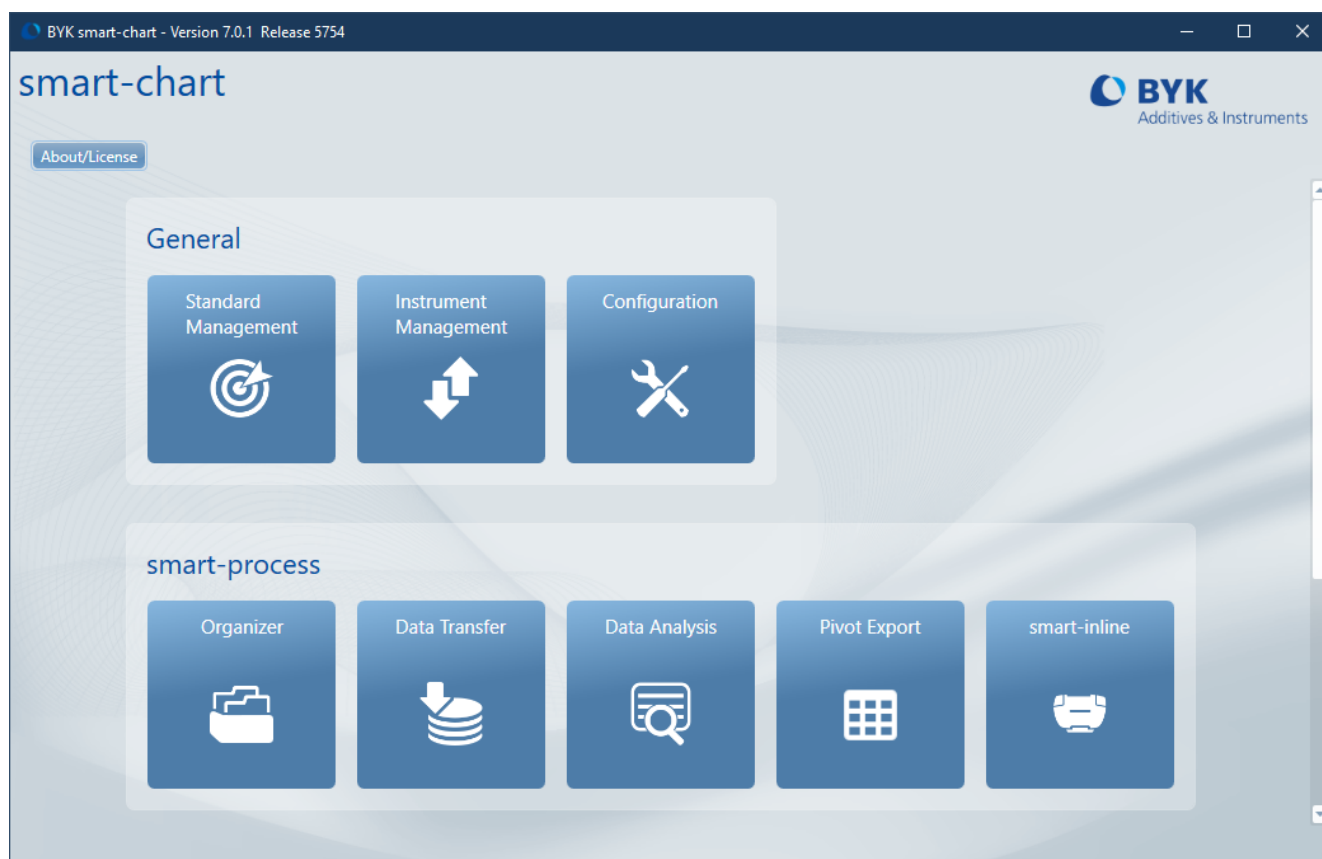 BYK smart-chart - Version 7.0.1 Release 5754
smart-chart
BYK
Additives & Instruments
About/License
General
Standard
Management
Instrument
Management
Configuration
smart-process
Organizer
Data Transfer
Data Analysis
Pivot Export
smart-inline